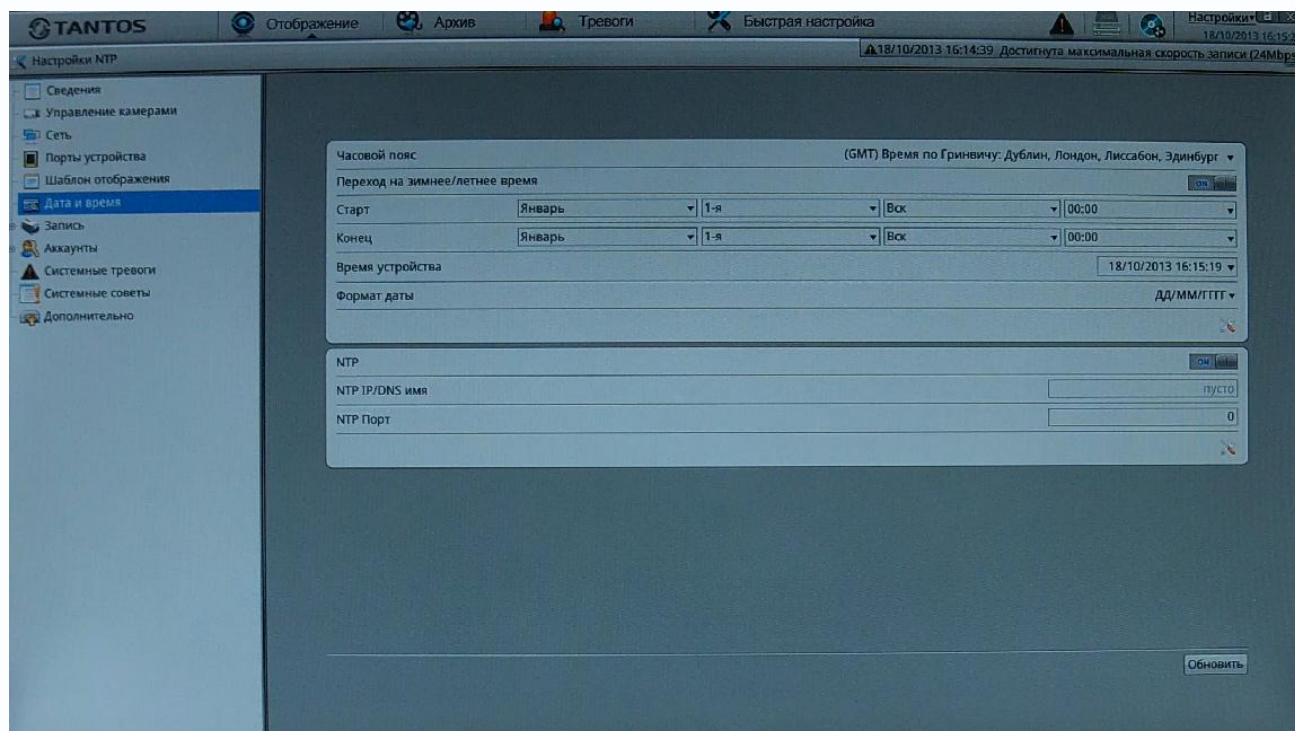 TANTOS
Отображение
Архив
Тревоги
Быстрая настройка
Настройки
18/10/2013 16:15:2
Настройки NTP
18/10/2013 16:14:39 Достигнута максимальная скорость записи (24Mbps
Сведения
Управление камерами
Сеть
Порты устройства
Шаблон отображения
Дата и время
Запись
Аккаунты
Системные тревоги
Системные советы
Дополнительно
Часовой пояс (GMT) Время по Гринвичу: Дублин, Лондон, Лиссабон, Эдинбург
Переход на зимнее/летнее время ON
Старт Январь 1-я Вск 00:00
Конец Январь 1-я Вск 00:00
Время устройства 18/10/2013 16:15:19
Формат даты ДД/ММ/ГГГГ
NTP ON
NTP IP/DNS имя пусто
NTP Порт 0
Обновить